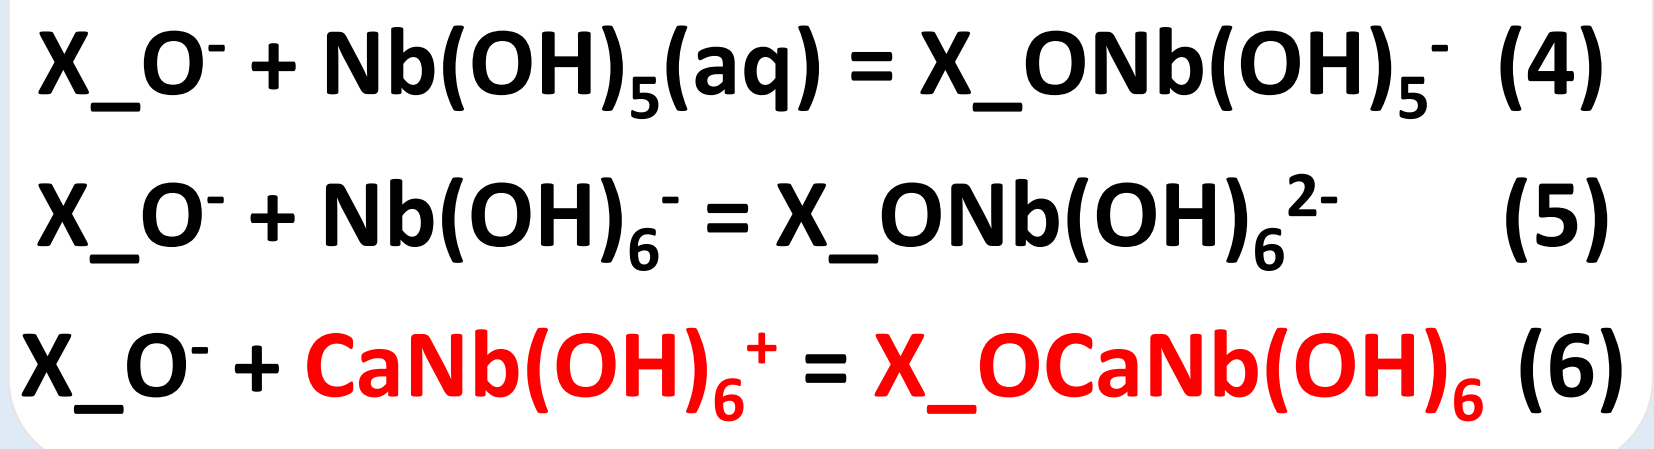 X_O⁻ + Nb(OH)₅(aq) = X_ONb(OH)₅⁻ (4)
X_O⁻ + Nb(OH)₆⁻ = X_ONb(OH)₆²⁻ (5)
X_O⁻ + CaNb(OH)₆⁺ = X_OCaNb(OH)₆ (6)